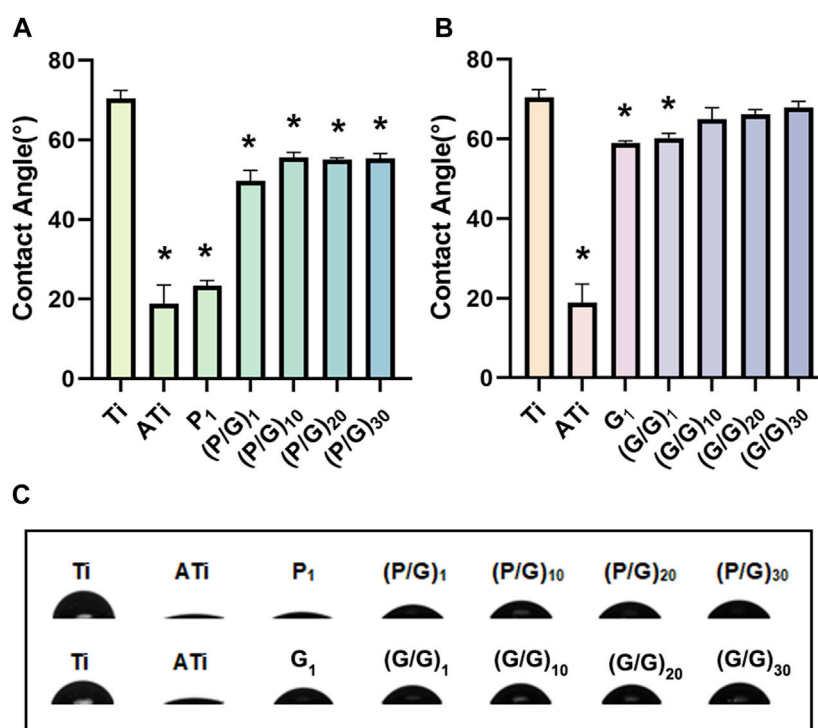 A
Contact Angle(°)
80
60
40
20
0
* * * * * *
Ti ATi P₁ (P/G)₁ (P/G)₁₀ (P/G)₂₀ (P/G)₃₀
B
Contact Angle(°)
80
60
40
20
0
* * *
Ti ATi G₁ (G/G)₁ (G/G)₁₀ (G/G)₂₀ (G/G)₃₀
C
Ti ATi P₁ (P/G)₁ (P/G)₁₀ (P/G)₂₀ (P/G)₃₀
Ti ATi G₁ (G/G)₁ (G/G)₁₀ (G/G)₂₀ (G/G)₃₀